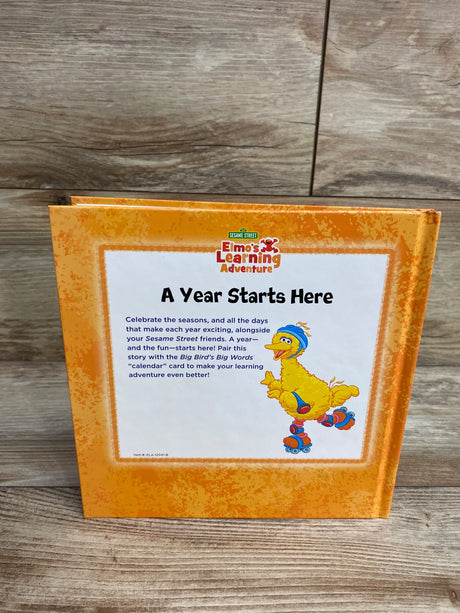 SESAME STREET
Elmo's
Learning
Adventure
A Year Starts Here
Celebrate the seasons, and all the days
that make each year exciting, alongside
your Sesame Street friends. A year—
and the fun—starts here! Pair this
story with the Big Bird's Big Words
"calendar" card to make your learning
adventure even better!